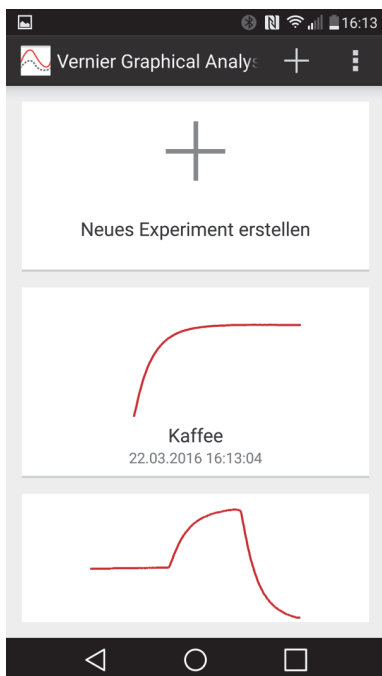 16:13
Vernier Graphical Analys
Neues Experiment erstellen
Kaffee
22.03.2016 16:13:04